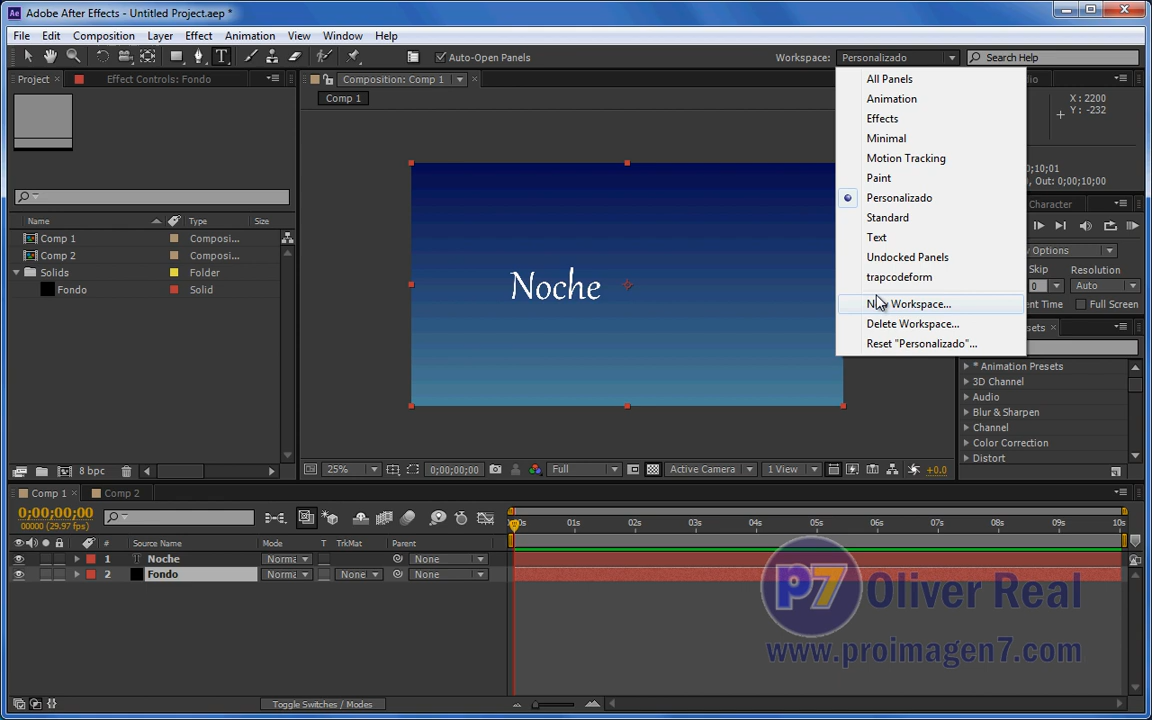 Adobe After Effects - Untitled Project.aep *
File Edit Composition Layer Effect Animation View Window Help
Auto-Open Panels
Workspace: Personalizado
Search Help
Project
Effect Controls: Fondo
Composition: Comp 1
Comp 1
All Panels
Animation
Effects
Minimal
Motion Tracking
Paint
Personalizado
Standard
Text
Undocked Panels
trapcodeform
Workspace...
Delete Workspace...
Reset "Personalizado"...
X : 2200
Y : -232
10;01
Out: 0;00;10;00
Character
Options
Skip
Resolution
0
Auto
Time
Full Screen
Name
Type
Size
Comp 1
Composi...
Comp 2
Composi...
Solids
Folder
Fondo
Solid
Noche
* Animation Presets
3D Channel
Audio
Blur & Sharpen
Channel
Color Correction
Distort
8 bpc
25%
0;00;00;00
Full
Active Camera
1 View
+0.0
Comp 1
Comp 2
0;00;00;00
00000 (29.97 fps)
01s 02s 03s 04s 05s 06s 07s 08s 09s 10s
# Source Name Mode T TrkMat Parent
1 T Noche Norma None
2 Fondo Norma None None
P7 Oliver Real
www.proimagen7.com
Toggle Switches / Modes